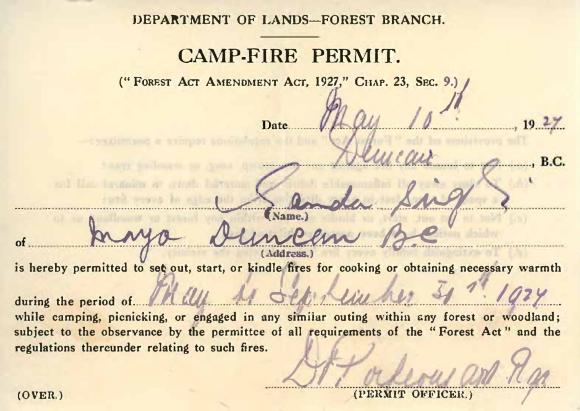 DEPARTMENT OF LANDS—FOREST BRANCH.
CAMP-FIRE PERMIT.
("FOREST ACT AMENDMENT ACT, 1927," CHAP. 23, SEC. 9.)
Date May 10th, 1927
Duncan, B.C.
Ganda Singh
(Name.)
of Mayo Duncan B.C
(Address.)
is hereby permitted to set out, start, or kindle fires for cooking or obtaining necessary warmth
during the period of May to September 30th 1927
while camping, picnicking, or engaged in any similar outing within any forest or woodland;
subject to the observance by the permittee of all requirements of the "Forest Act" and the
regulations thereunder relating to such fires.
(OVER.) (PERMIT OFFICER.)